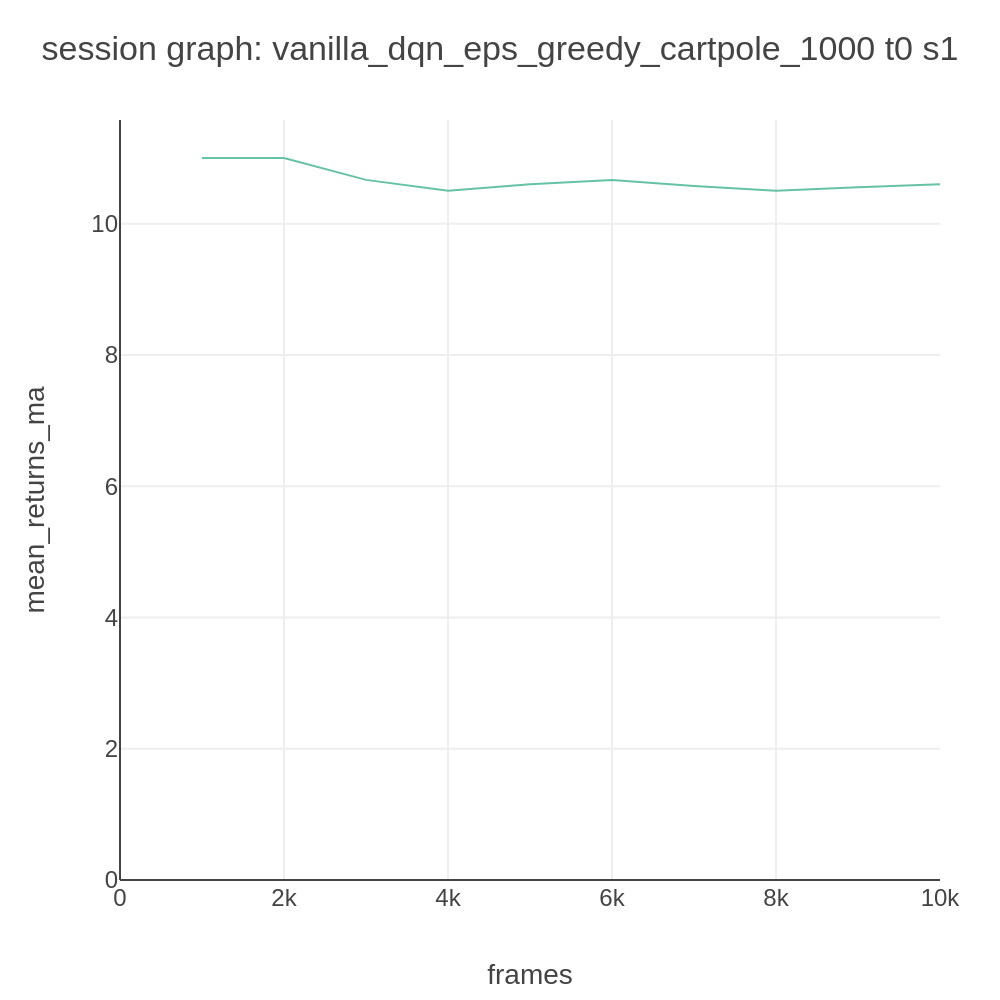 session graph: vanilla_dqn_eps_greedy_cartpole_1000 t0 s1
mean_returns_ma
10
8
6
4
2
0
0 2k 4k 6k 8k 10k
frames